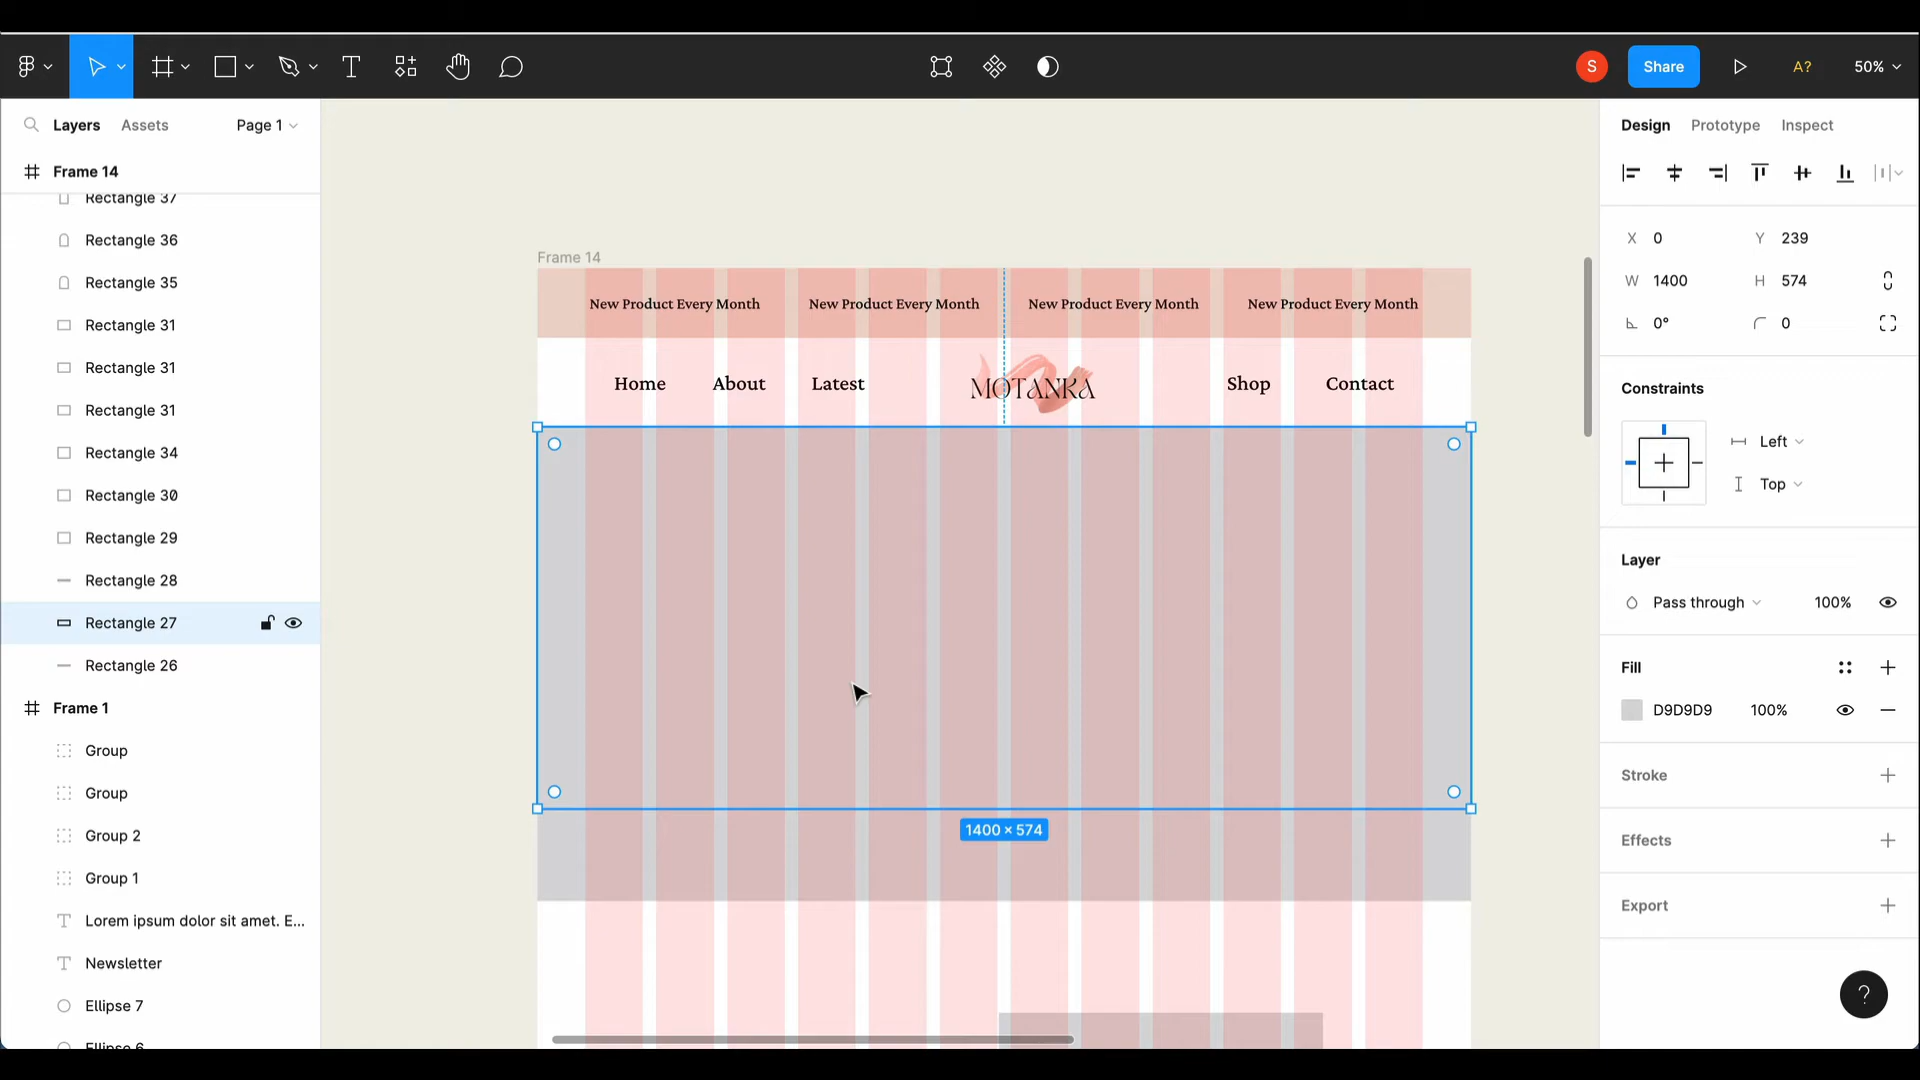 S
Share
A?
50%
Layers
Assets
Page 1
Design
Prototype
Inspect
Frame 14
Rectangle 37
Rectangle 36
Rectangle 35
Rectangle 31
Rectangle 31
Rectangle 31
Rectangle 34
Rectangle 30
Rectangle 29
Rectangle 28
Rectangle 27
Rectangle 26
Frame 1
Group
Group
Group 2
Group 1
Lorem ipsum dolor sit amet. E...
Newsletter
Ellipse 7
Ellipse 6
Frame 14
New Product Every Month New Product Every Month New Product Every Month New Product Every Month
Home About Latest MOTANKA Shop Contact
1400 × 574
X 0 Y 239
W 1400 H 574
0° 0
Constraints
Left
Top
Layer
Pass through 100%
Fill
D9D9D9 100%
Stroke
Effects
Export
?